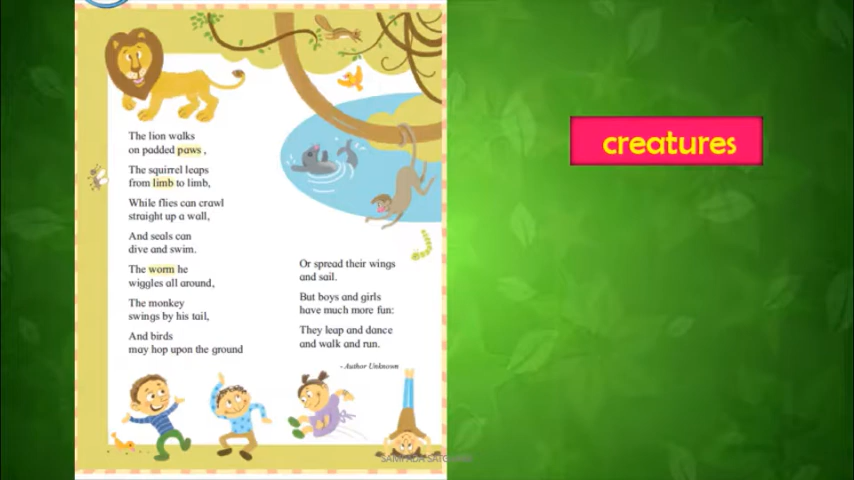 The lion walks
on padded paws ,
The squirrel leaps
from limb to limb,
While flies can crawl
straight up a wall,
And seals can
dive and swim.
The worm he
wiggles all around,
The monkey
swings by his tail,
And birds
may hop upon the ground
Or spread their wings
and sail.
But boys and girls
have much more fun:
They leap and dance
and walk and run.
- Author Unknown
creatures